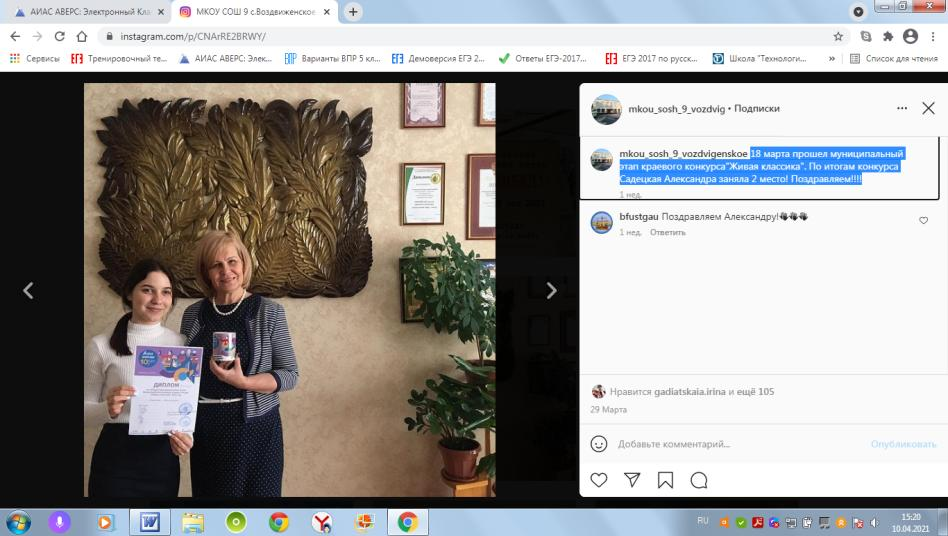 АИАС АВЕРС: Электронный Кла
МКОУ СОШ 9 с.Воздвиженское
instagram.com/p/CNArRE2BRWY/
Сервисы
Тренировочный те...
АИАС АВЕРС: Элек...
Варианты ВПР 5 кл...
Демоверсия ЕГЭ 2...
Ответы ЕГЭ-2017...
ЕГЭ 2017 по русск...
Школа "Технологи...
»
Список для чтения
mkou_sosh_9_vozdvig • Подписки
mkou_sosh_9_vozdvigenskoe 18 марта прошел муниципальный
этап краевого конкурса"Живая классика". По итогам конкурса
Садецкая Александра заняла 2 место! Поздравляем!!!!
1 нед.
bfustgau Поздравляем Александру!
1 нед. Ответить
ДИПЛОМ
Нравится gadiatskaia.irina и ещё 105
29 Марта
Добавьте комментарий...
Опубликовать
RU
15:20
10.04.2021